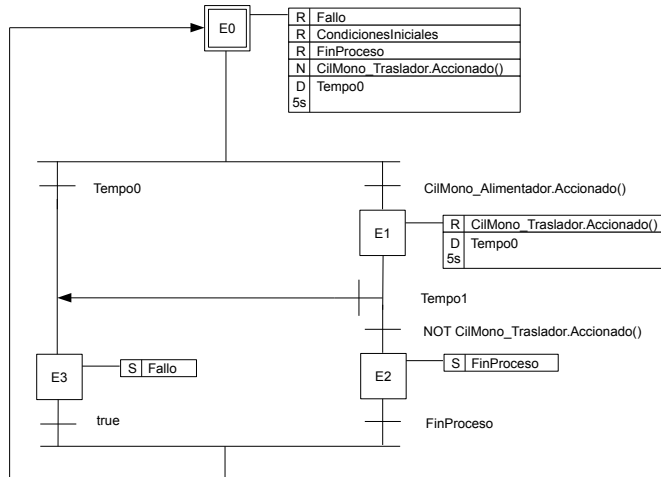 E0
R Fallo
R CondicionesIniciales
R FinProceso
N CilMono_Traslador.Accionado()
D Tempo0
5s
Tempo0
CilMono_Alimentador.Accionado()
E1
R CilMono_Traslador.Accionado()
D Tempo0
5s
Tempo1
NOT CilMono_Traslador.Accionado()
E3
S Fallo
E2
S FinProceso
true
FinProceso